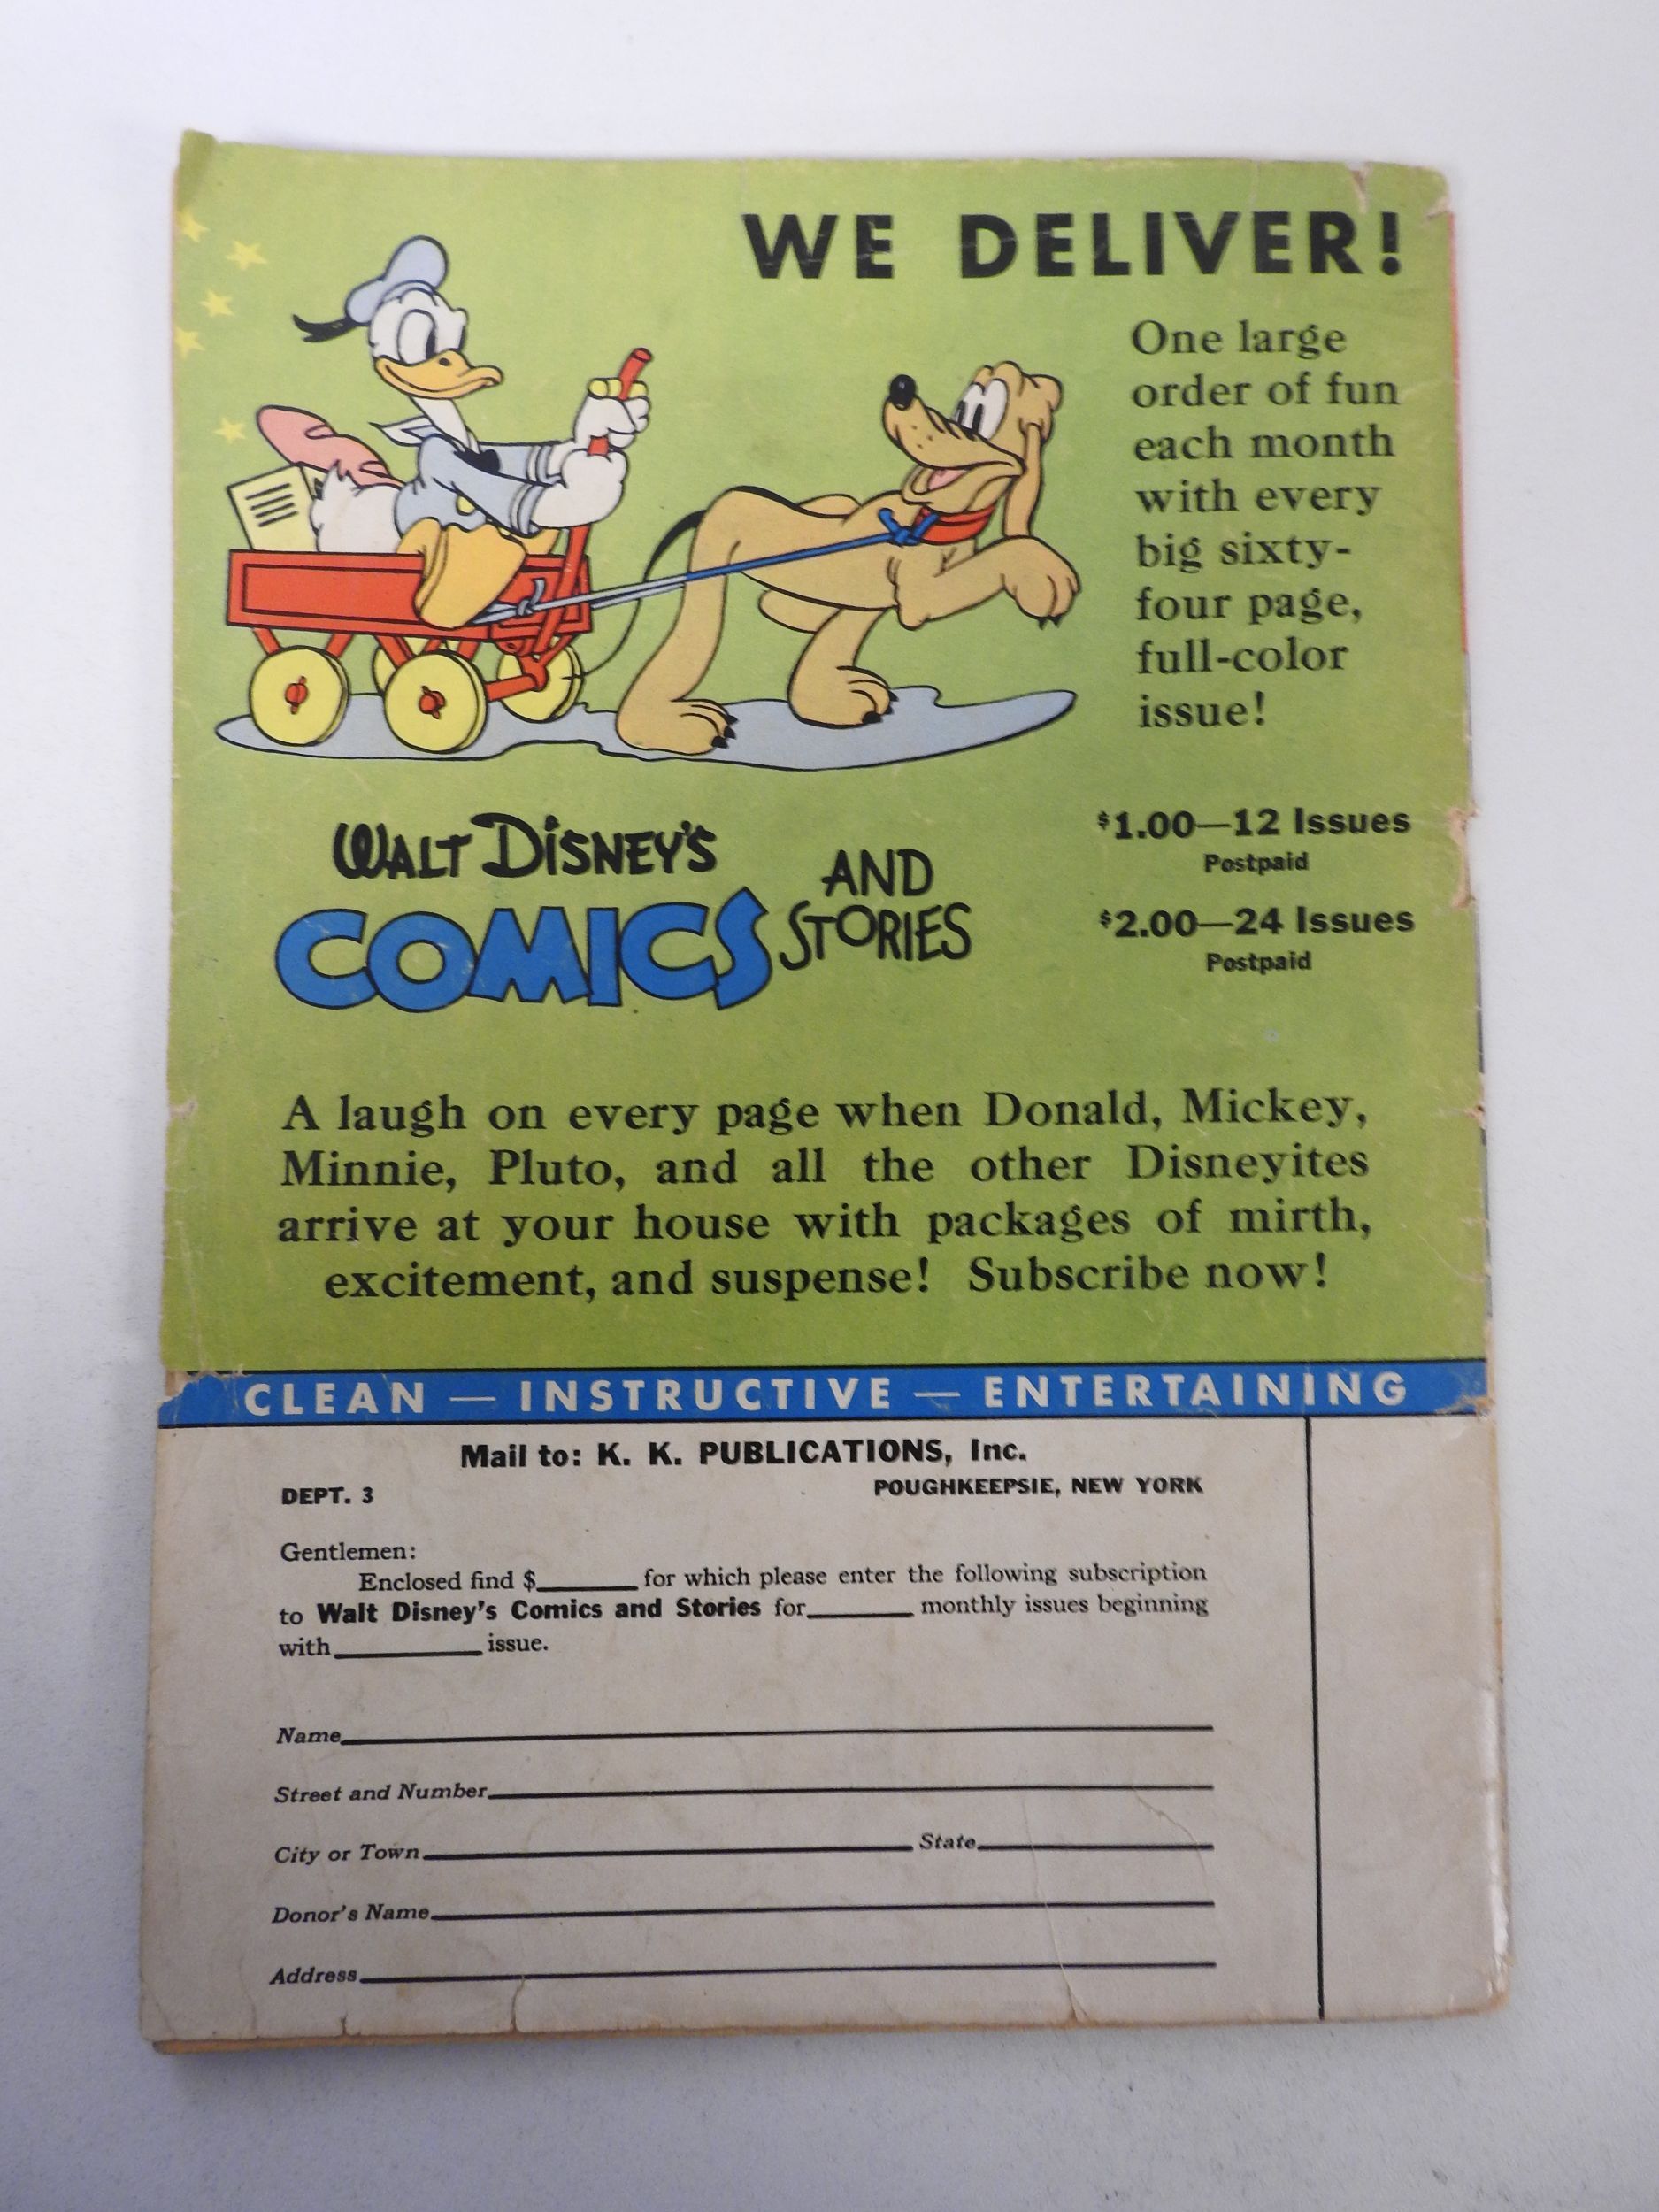 WE DELIVER!
One large
order of fun
each month
with every
big sixty-
four page,
full-color
issue!
WALT DISNEY'S
COMICS
AND
STORIES
$1.00—12 Issues
Postpaid
$2.00—24 Issues
Postpaid
A laugh on every page when Donald, Mickey,
Minnie, Pluto, and all the other Disneyites
arrive at your house with packages of mirth,
excitement, and suspense! Subscribe now!
CLEAN — INSTRUCTIVE — ENTERTAINING
Mail to: K. K. PUBLICATIONS, Inc.
DEPT. 3 POUGHKEEPSIE, NEW YORK
Gentlemen:
Enclosed find $______ for which please enter the following subscription
to Walt Disney's Comics and Stories for______ monthly issues beginning
with________ issue.
Name
Street and Number
City or Town State
Donor's Name
Address